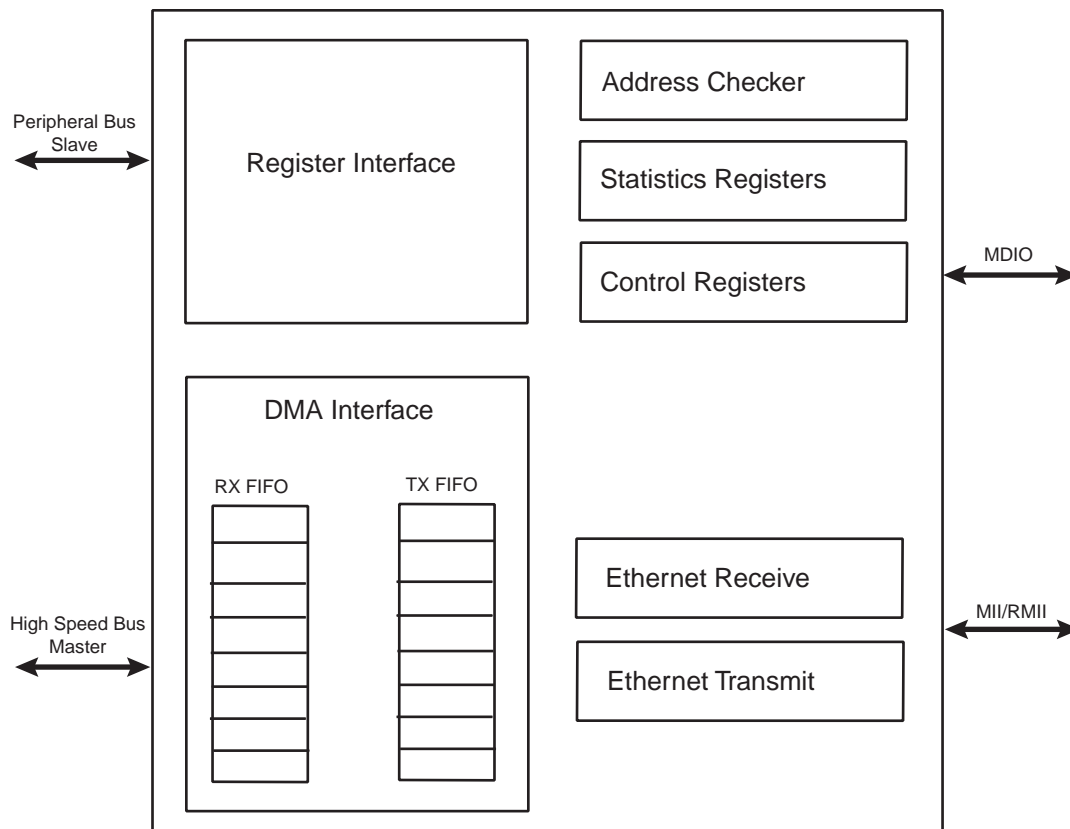 Address Checker
Peripheral Bus
Slave
Register Interface
Statistics Registers
MDIO
Control Registers
DMA Interface
RX FIFO
TX FIFO
Ethernet Receive
High Speed Bus
Master
MII/RMII
Ethernet Transmit